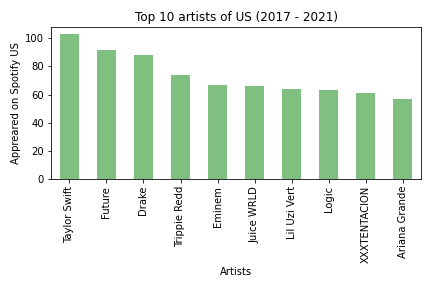 Top 10 artists of US (2017 - 2021)
Appreared on Spotify US
100
80
60
40
20
0
Taylor Swift
Future
Drake
Trippie Redd
Eminem
Juice WRLD
Lil Uzi Vert
Logic
XXXTENTACION
Ariana Grande
Artists